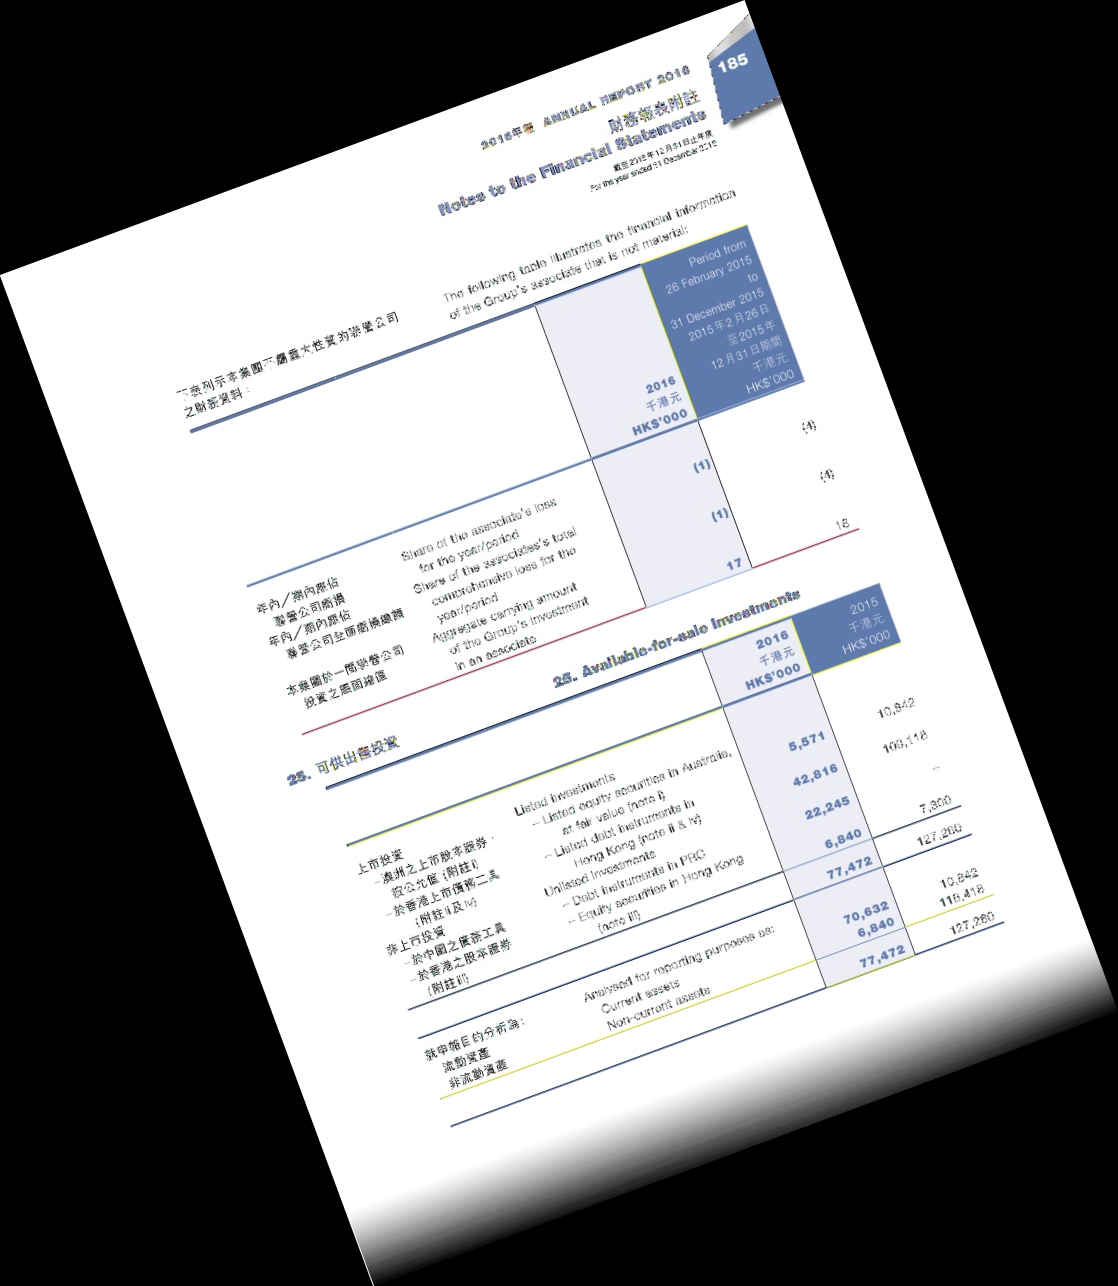 185
2016年報 ANNUAL REPORT 2016
財務報表附註
Notes to the Financial Statements
截至2016年12月31日止年度
For the year ended 31 December 2016
下表列示本集團不屬重大性質的聯營公司
之財務資料：
The following table illustrates the financial information
of the Group's associate that is not material:
2016
千港元
HK$'000
Period from
26 February 2015
to
31 December 2015
2015年2月26日
至2015年
12月31日期間
千港元
HK$'000
年內／期內應佔
聯營公司虧損
Share of the associate's loss
for the year/period
(1)
(4)
年內／期內應佔
聯營公司全面虧損總額
Share of the associates's total
comprehensive loss for the
year/period
(1)
(4)
本集團於一間聯營公司
投資之賬面總值
Aggregate carrying amount
of the Group's investment
in an associate
17
18
25. 可供出售投資
25. Available-for-sale Investments
2016
千港元
HK$'000
2015
千港元
HK$'000
上市投資
Listed investments
–澳洲之上市股本證券，
按公允值（附註i）
– Listed equity securities in Australia,
at fair value (note i)
5,571
10,842
–於香港上市債務工具
（附註ii及iv）
– Listed debt instruments in
Hong Kong (note ii & iv)
42,816
109,118
非上市投資
Unlisted investments
–於中國之債務工具
– Debt instruments in PRC
22,245
–
–於香港之股本證券
（附註iii）
– Equity securities in Hong Kong
(note iii)
6,840
7,300
77,472
127,260
就申報目的分析為：
Analysed for reporting purposes as:
流動資產
Current assets
70,632
10,842
非流動資產
Non-current assets
6,840
116,418
77,472
127,260